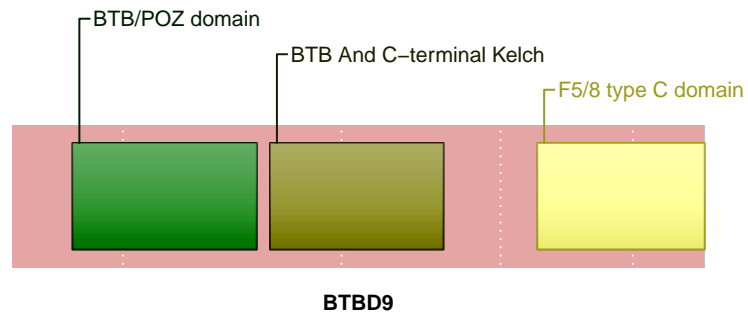 BTB/POZ domain
BTB And C−terminal Kelch
F5/8 type C domain
BTBD9